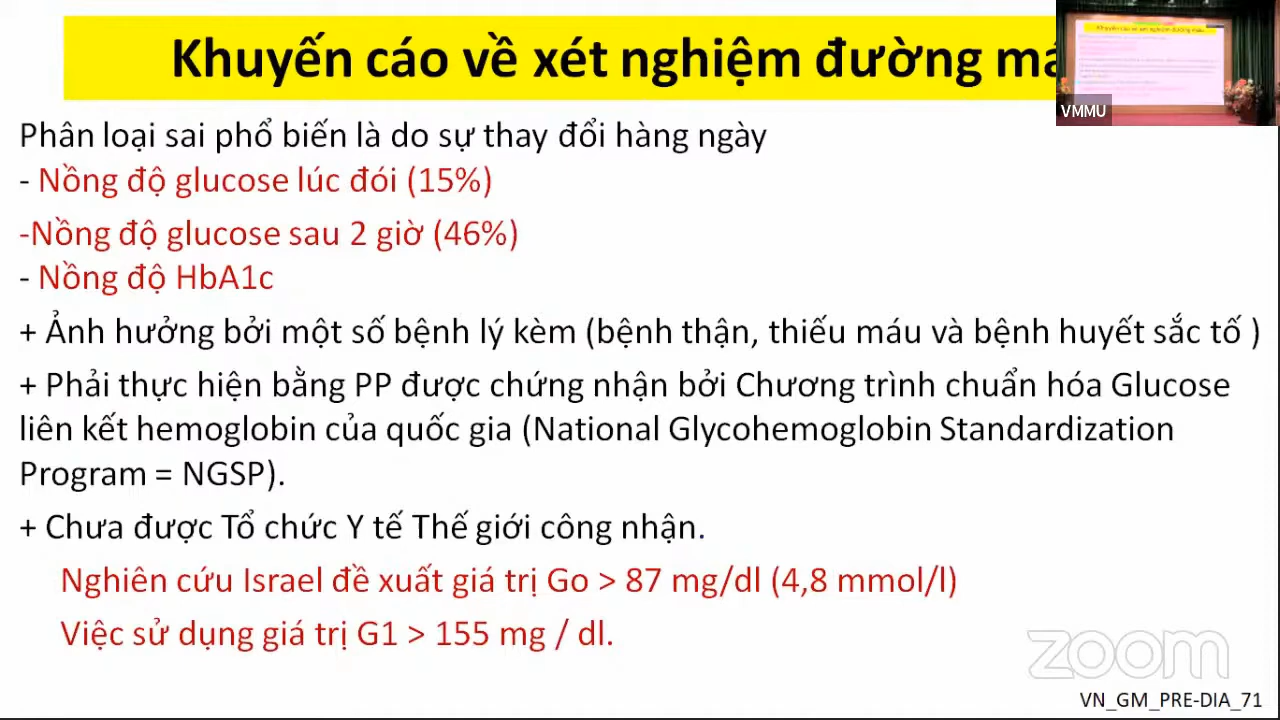 Khuyến cáo về xét nghiệm đường
VMMU
Phân loại sai phổ biến là do sự thay đổi hàng ngày
- Nồng độ glucose lúc đói (15%)
-Nồng độ glucose sau 2 giờ (46%)
- Nồng độ HbA1c
+ Ảnh hưởng bởi một số bệnh lý kèm (bệnh thận, thiếu máu và bệnh huyết sắc tố )
+ Phải thực hiện bằng PP được chứng nhận bởi Chương trình chuẩn hóa Glucose
liên kết hemoglobin của quốc gia (National Glycohemoglobin Standardization
Program = NGSP).
+ Chưa được Tổ chức Y tế Thế giới công nhận.
Nghiên cứu Israel đề xuất giá trị Go > 87 mg/dl (4,8 mmol/l)
Việc sử dụng giá trị G1 > 155 mg / dl.
zoom
VN_GM_PRE-DIA_71